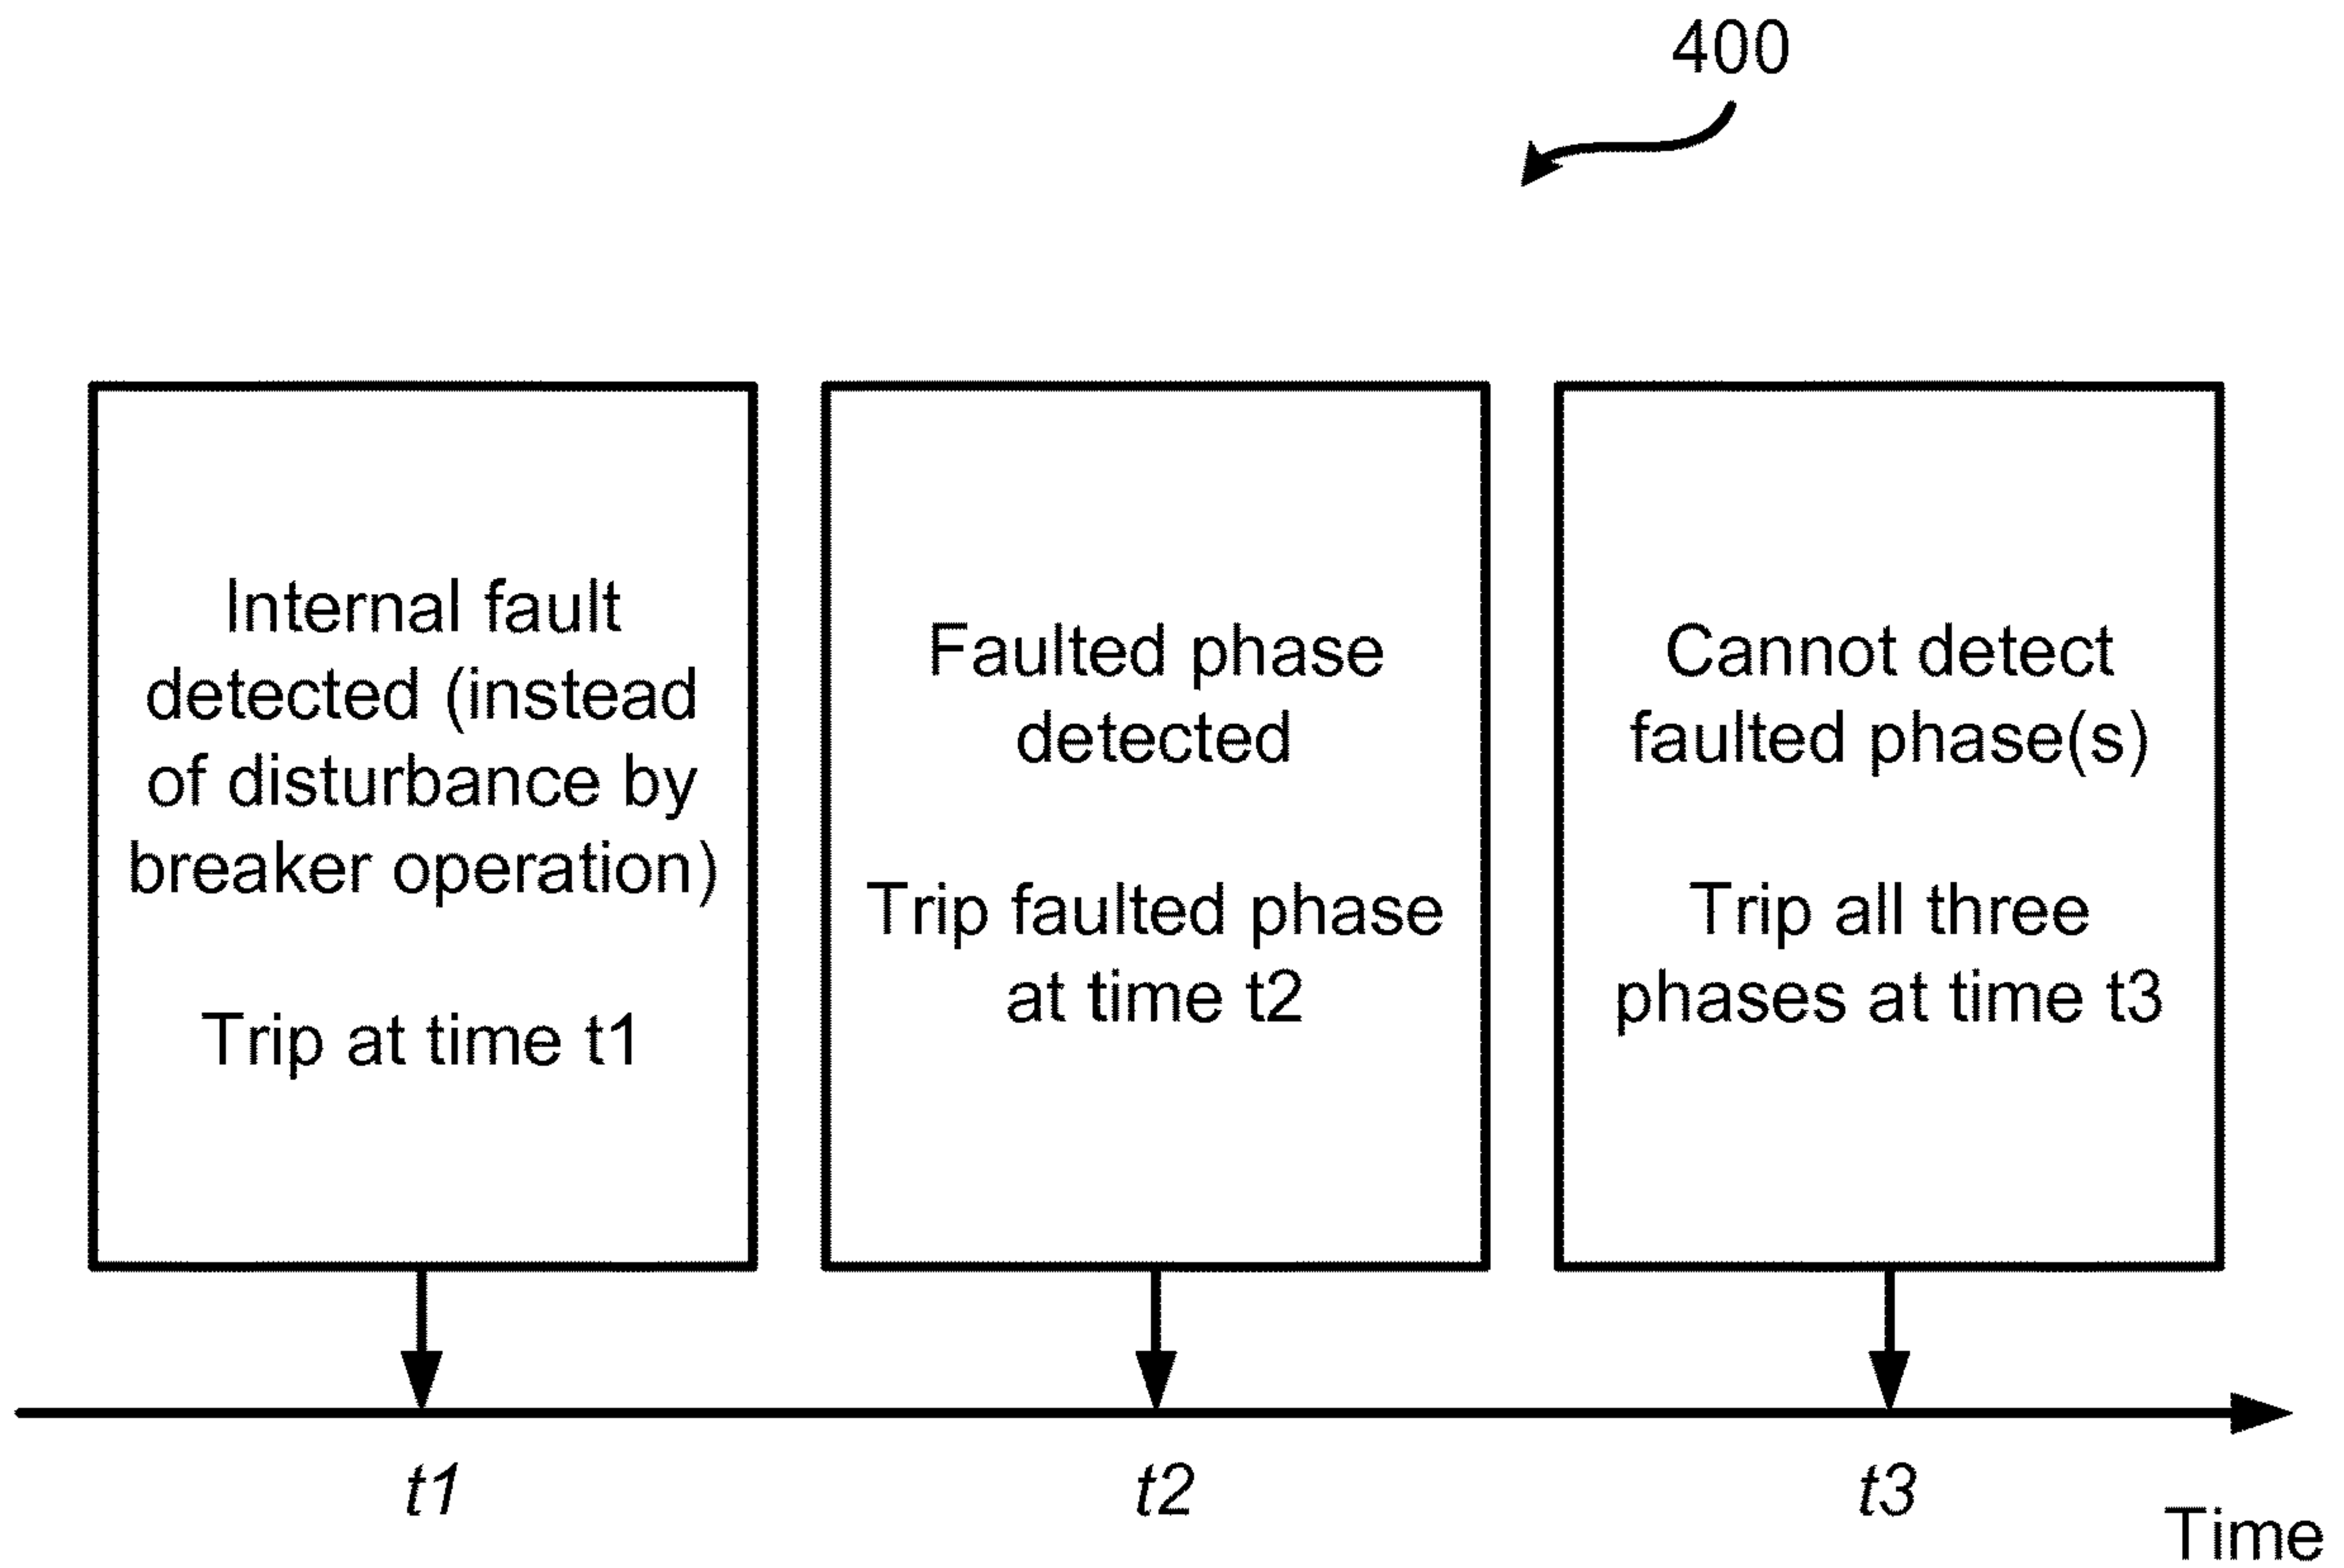 400
Internal fault
detected (instead
of disturbance by
breaker operation)
Trip at time t1
Faulted phase
detected
Trip faulted phase
at time t2
Cannot detect
faulted phase(s)
Trip all three
phases at time t3
t1
t2
t3
Time